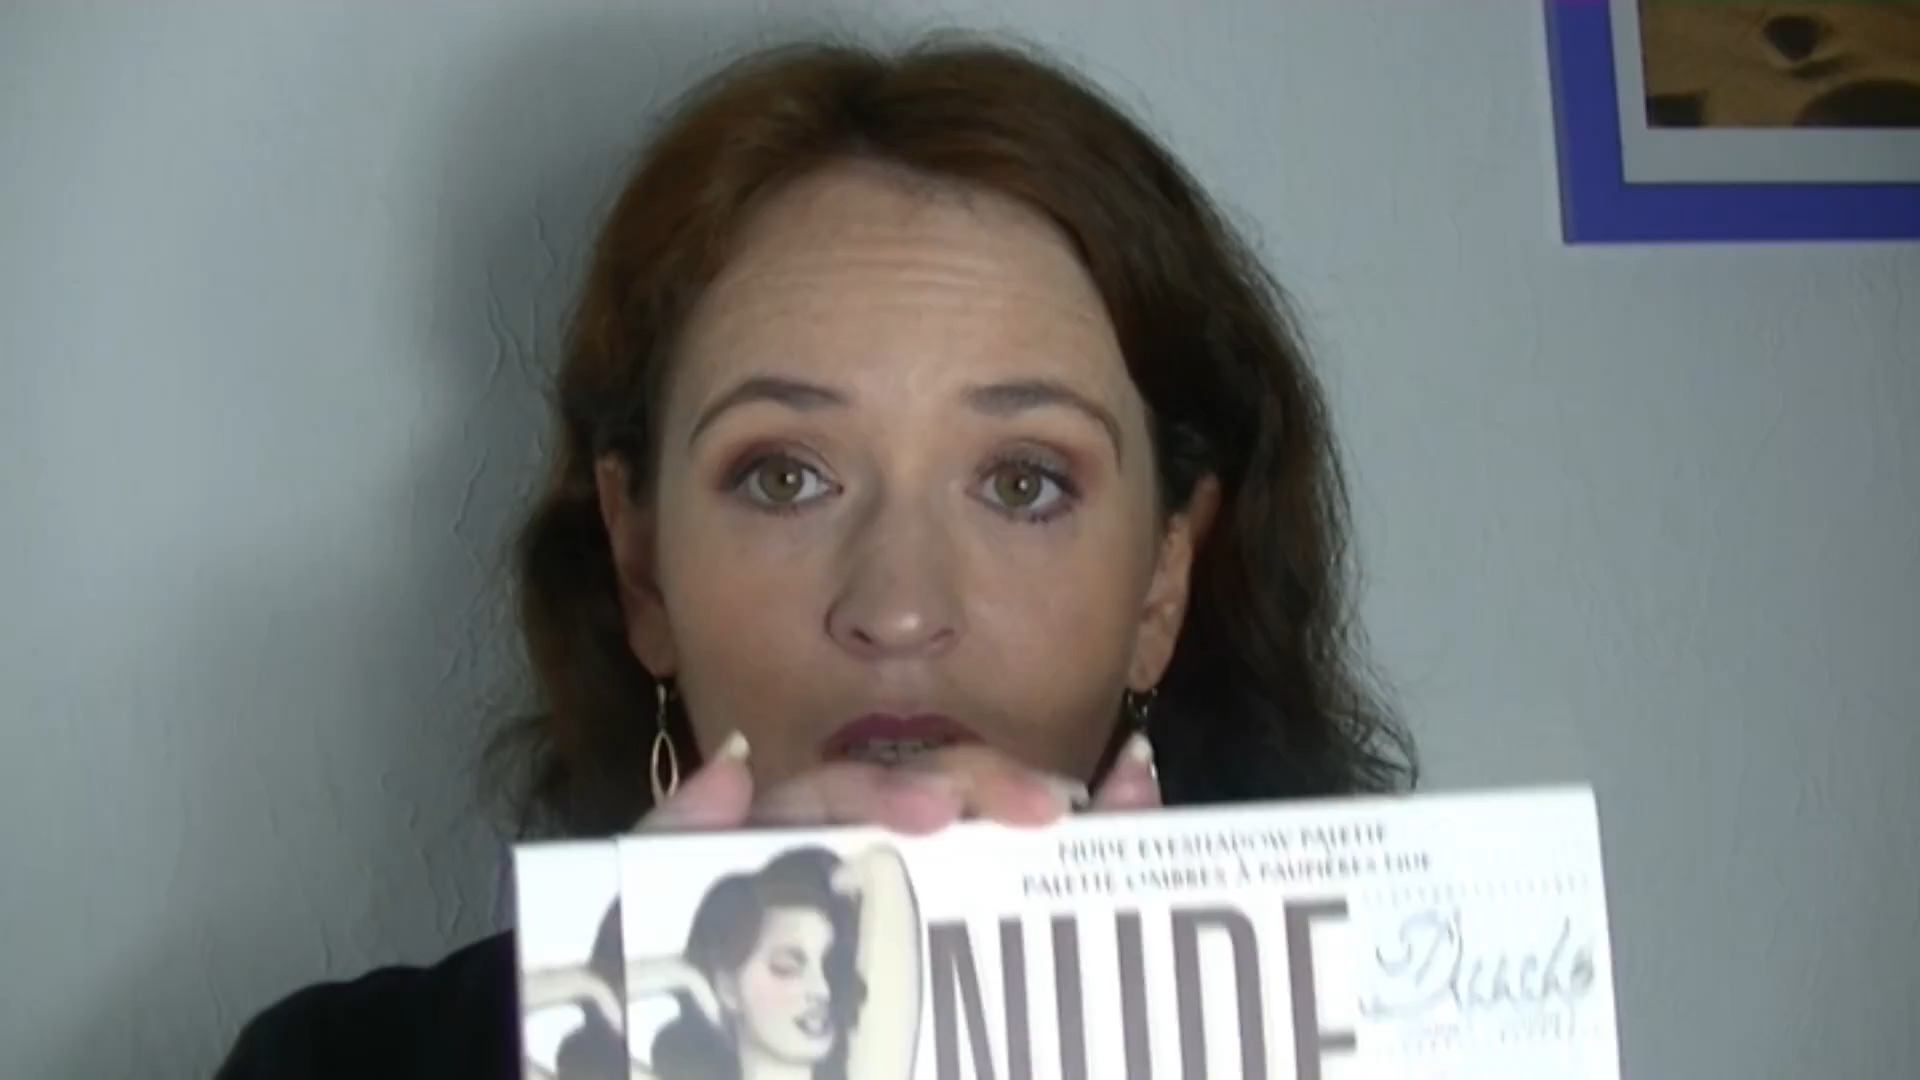 NUDE EYESHADOW PALETTE
PALETTE OMBRES À PAUPIÈRES NUE
NUDE